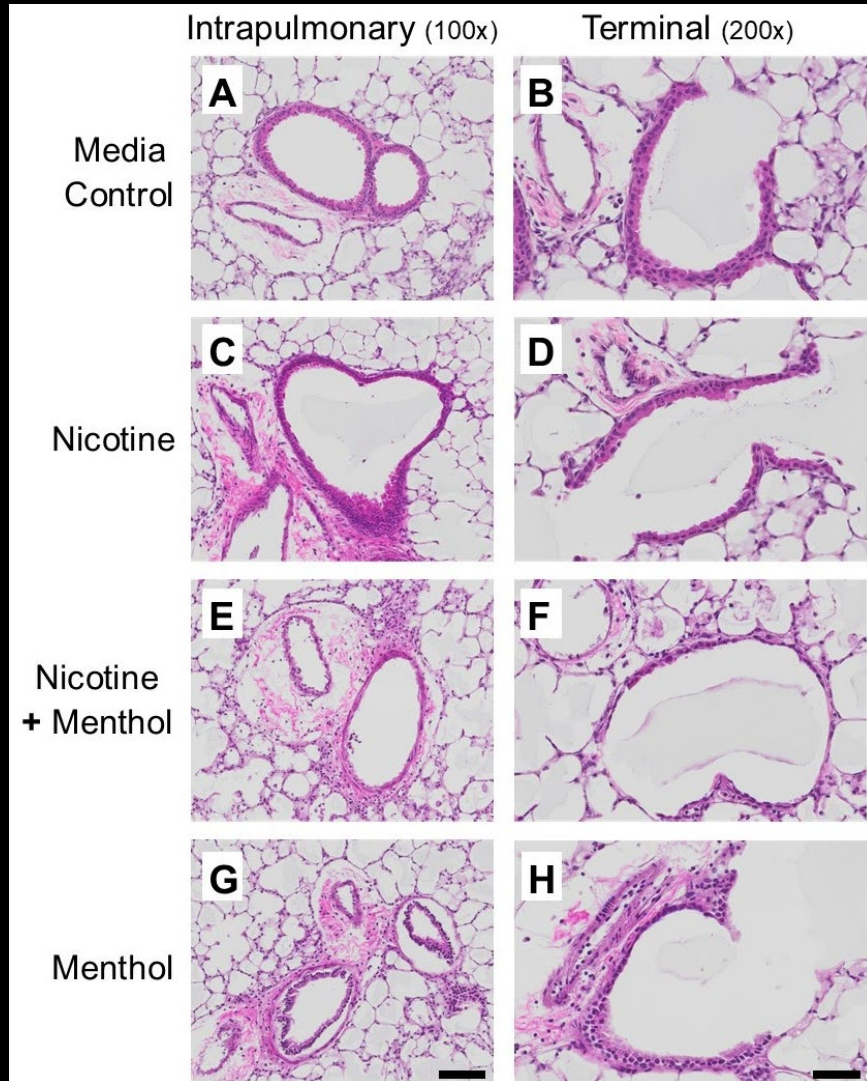 Intrapulmonary (100x) Terminal (200x)
Media
Control
A B
Nicotine
C D
Nicotine
+ Menthol
E F
Menthol
G H